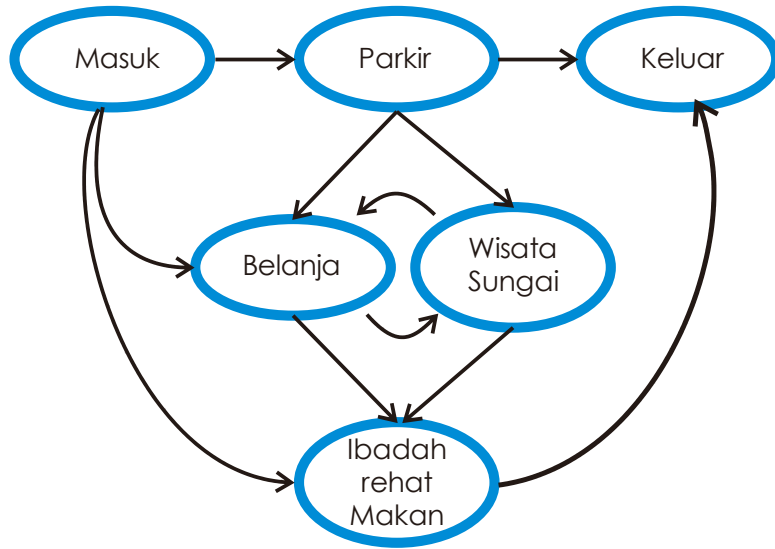 Masuk
Parkir
Keluar
Belanja
Wisata
Sungai
Ibadah
rehat
Makan